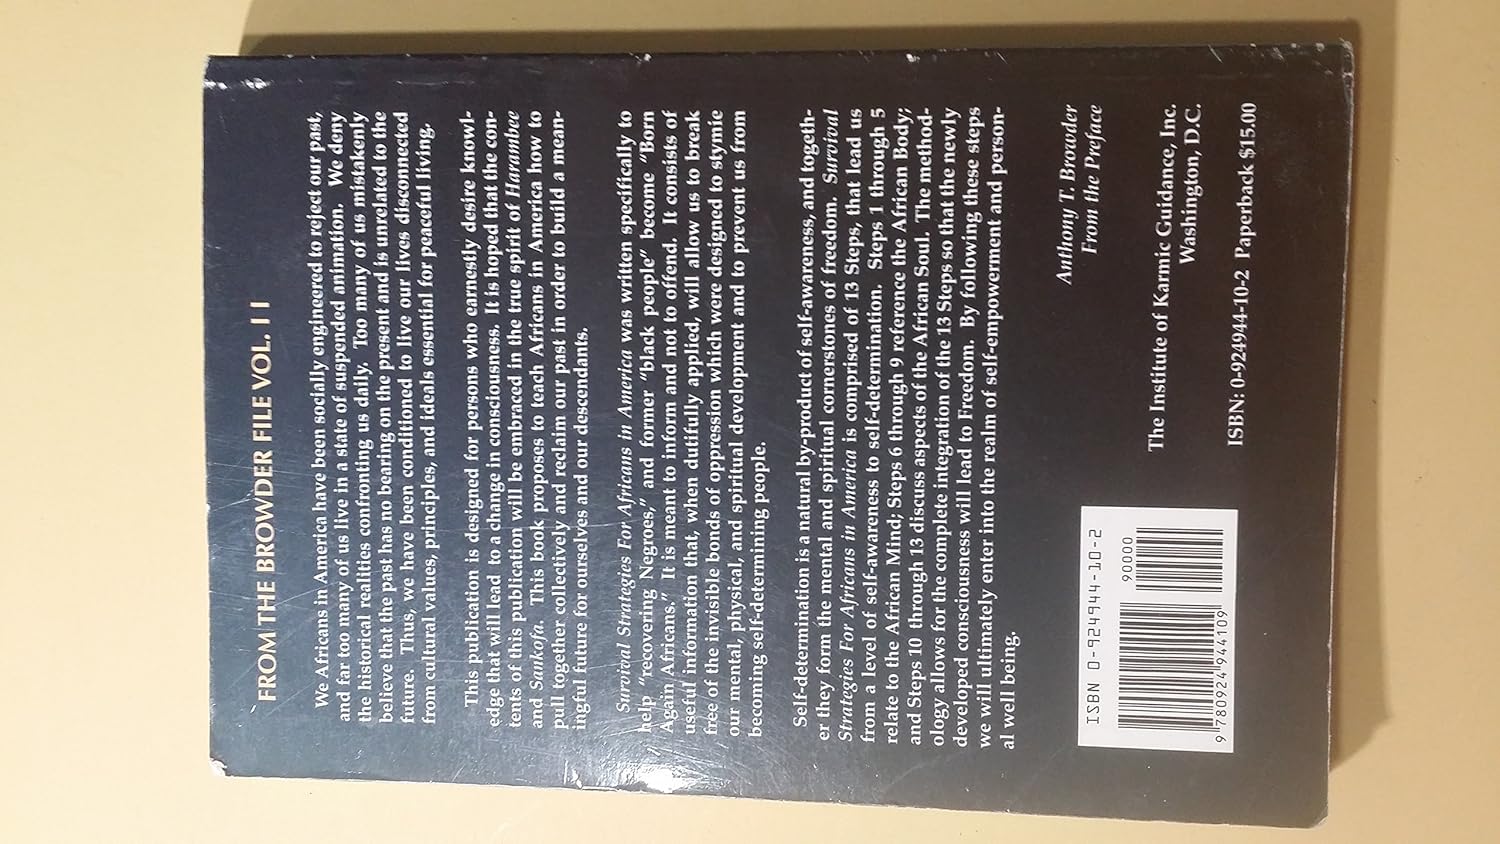 FROM THE BROWDER FILE VOL. I I
We Africans in America have been socially engineered to reject our past,
and far too many of us live in a state of suspended animation. We deny
the historical realities confronting us daily. Too many of us mistakenly
believe that the past has no bearing on the present and is unrelated to the
future. Thus, we have been conditioned to live our lives disconnected
from cultural values, principles, and ideals essential for peaceful living.
This publication is designed for persons who earnestly desire knowl-
edge that will lead to a change in consciousness. It is hoped that the con-
tents of this publication will be embraced in the true spirit of Harambee
and Sankofa. This book proposes to teach Africans in America how to
pull together collectively and reclaim our past in order to build a mean-
ingful future for ourselves and our descendants.
Survival Strategies For Africans in America was written specifically to
help "recovering Negroes," and former "black people" become "Born
Again Africans." It is meant to inform and not to offend. It consists of
useful information that, when dutifully applied, will allow us to break
free of the invisible bonds of oppression which were designed to stymie
our mental, physical, and spiritual development and to prevent us from
becoming self-determining people.
Self-determination is a natural by-product of self-awareness, and togeth-
er they form the mental and spiritual cornerstones of freedom. Survival
Strategies For Africans in America is comprised of 13 Steps, that lead us
from a level of self-awareness to self-determination. Steps 1 through 5
relate to the African Mind; Steps 6 through 9 reference the African Body;
and Steps 10 through 13 discuss aspects of the African Soul. The method-
ology allows for the complete integration of the 13 Steps so that the newly
developed consciousness will lead to Freedom. By following these steps
we will ultimately enter into the realm of self-empowerment and person-
al well being.
Anthony T. Browder
From the Preface
The Institute of Karmic Guidance, Inc.
Washington, D.C.
ISBN: 0-924944-10-2 Paperback $15.00
ISBN 0-924944-10-2
90000
9 780924 944109